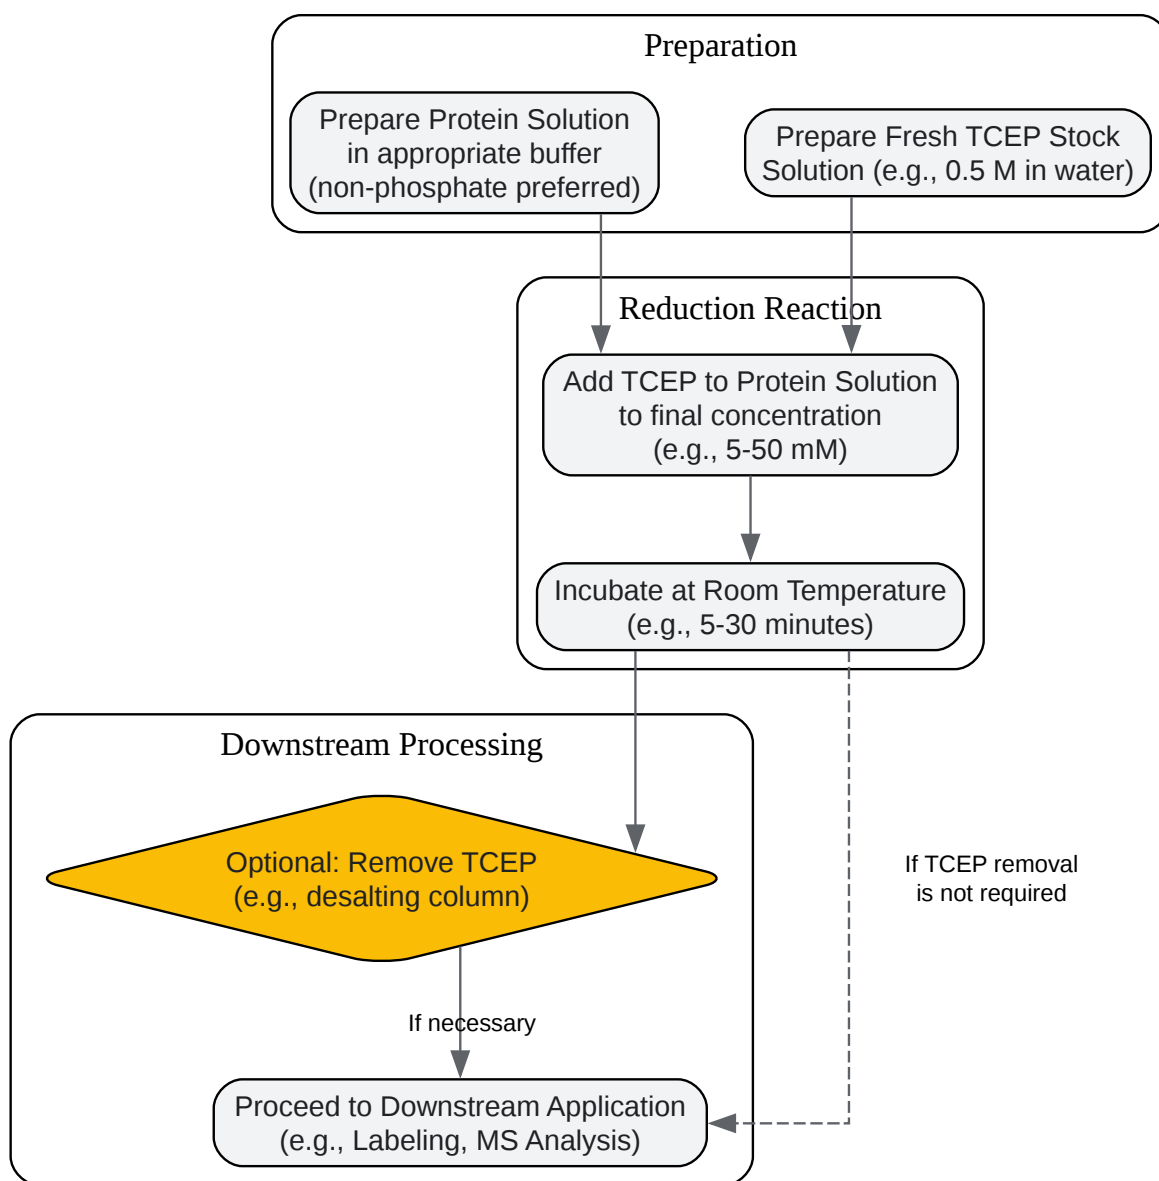 Preparation
Prepare Protein Solution
in appropriate buffer
(non-phosphate preferred)
Prepare Fresh TCEP Stock
Solution (e.g., 0.5 M in water)
Reduction Reaction
Add TCEP to Protein Solution
to final concentration
(e.g., 5-50 mM)
Incubate at Room Temperature
(e.g., 5-30 minutes)
Downstream Processing
Optional: Remove TCEP
(e.g., desalting column)
If TCEP removal
is not required
If necessary
Proceed to Downstream Application
(e.g., Labeling, MS Analysis)